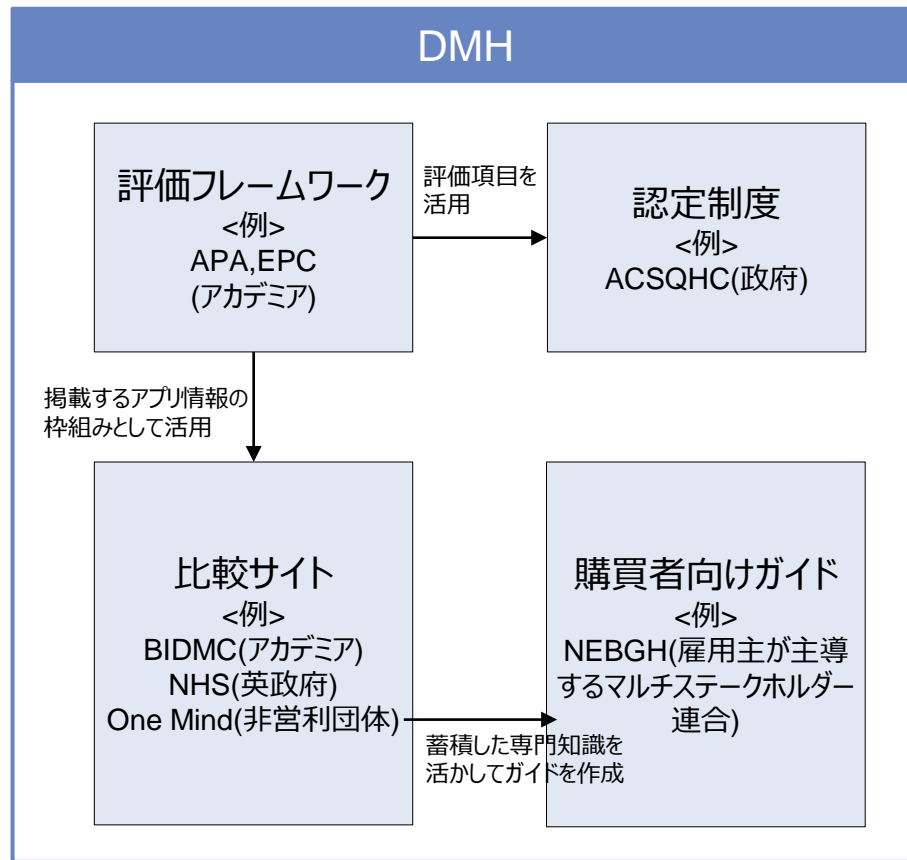 DMH
評価フレームワーク
<例>
APA,EPC
(アカデミア)
評価項目を
活用
認定制度
<例>
ACSQHC(政府)
掲載するアプリ情報の
枠組みとして活用
比較サイト
<例>
BIDMC(アカデミア)
NHS(英政府)
One Mind(非営利団体)
蓄積した専門知識を
活かしてガイドを作成
購買者向けガイド
<例>
NEBGH(雇用主が主導
するマルチステークホルダー
連合)